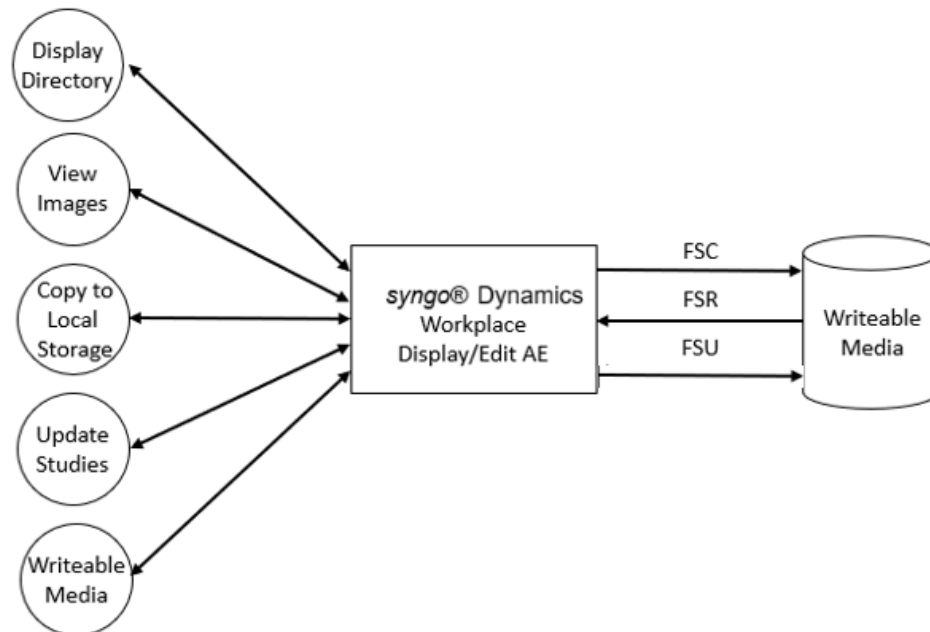 Display
Directory
View
Images
Copy to
Local
Storage
Update
Studies
Writeable
Media
syngo® Dynamics
Workplace
Display/Edit AE
FSC
FSR
FSU
Writeable
Media